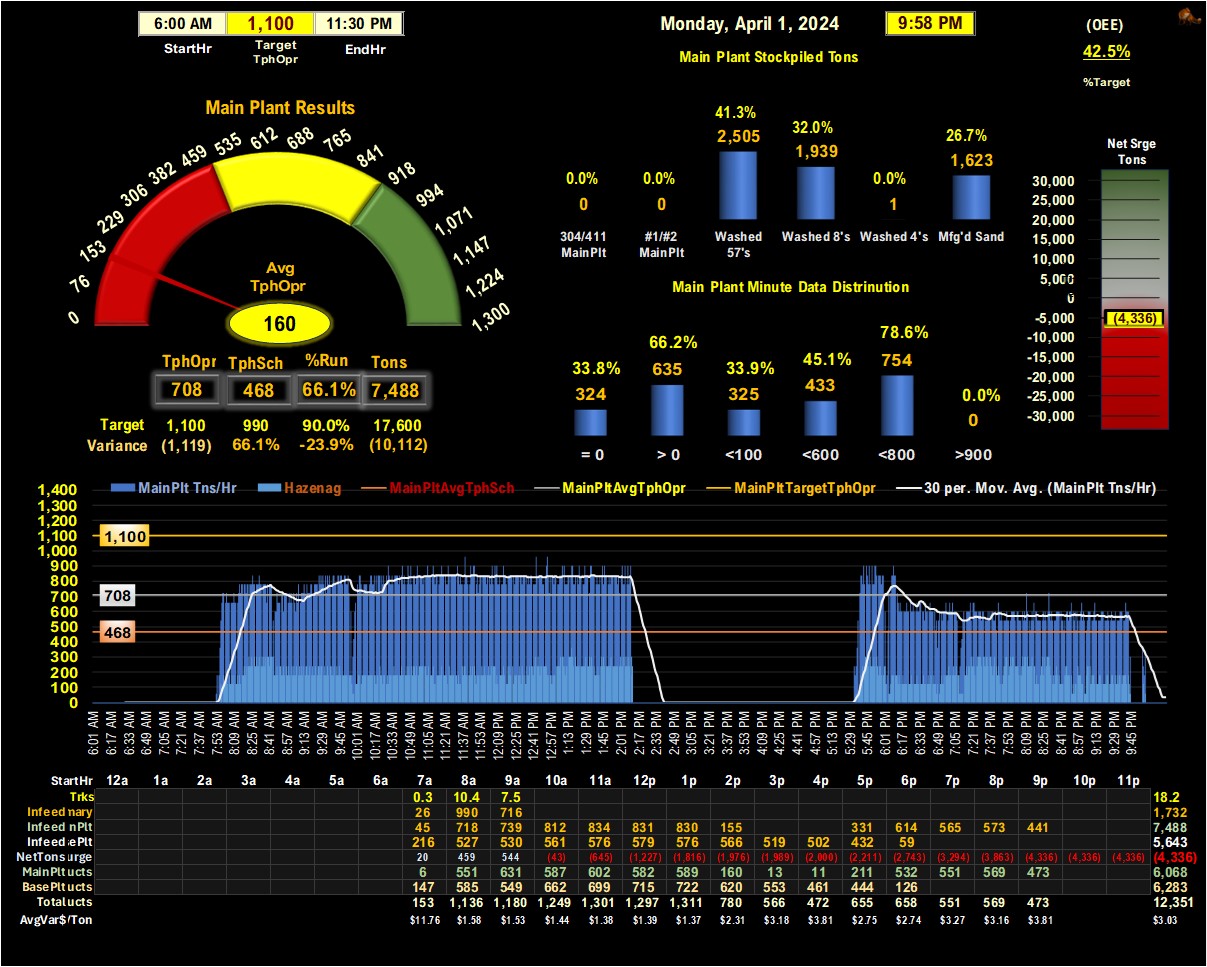 6:00 AM 1,100 11:30 PM
StartHr Target TphOpr EndHr
Monday, April 1, 2024 9:58 PM
(OEE)
42.5%
%Target
Main Plant Results
0 76 153 229 306 382 459 535 612 688 765 841 918 994 1,071 1,147 1,224 1,300
Avg
TphOpr
160
TphOpr TphSch %Run Tons
708 468 66.1% 7,488
Target 1,100 990 90.0% 17,600
Variance (1,119) 66.1% -23.9% (10,112)
Main Plant Stockpiled Tons
0.0% 0.0% 41.3% 32.0% 0.0% 26.7%
0 0 2,505 1,939 1 1,623
304/411 #1/#2 Washed Washed 8's Washed 4's Mfg'd Sand
MainPlt MainPlt 57's
Main Plant Minute Data Distrinution
33.8% 66.2% 33.9% 45.1% 78.6% 0.0%
324 635 325 433 754 0
= 0 > 0 <100 <600 <800 >900
Net Srge
Tons
30,000
25,000
20,000
15,000
10,000
5,000
0
-5,000
(4,336)
-10,000
-15,000
-20,000
-25,000
-30,000
MainPlt Tns/Hr Hazenag MainPltAvgTphSch MainPltAvgTphOpr MainPltTargetTphOpr 30 per. Mov. Avg. (MainPlt Tns/Hr)
1,400
1,300
1,200
1,100
1,000
900
800
700
600
500
400
300
200
100
0
1,100
708
468
6:01 AM 6:17 AM 6:33 AM 6:49 AM 7:05 AM 7:21 AM 7:37 AM 7:53 AM 8:09 AM 8:25 AM 8:41 AM 8:57 AM 9:13 AM 9:29 AM 9:45 AM 10:01 AM 10:17 AM 10:33 AM 10:49 AM 11:05 AM 11:21 AM 11:37 AM 11:53 AM 12:09 PM 12:25 PM 12:41 PM 12:57 PM 1:13 PM 1:29 PM 1:45 PM 2:01 PM 2:17 PM 2:33 PM 2:49 PM 3:05 PM 3:21 PM 3:37 PM 3:53 PM 4:09 PM 4:25 PM 4:41 PM 4:57 PM 5:13 PM 5:29 PM 5:45 PM 6:01 PM 6:17 PM 6:33 PM 6:49 PM 7:05 PM 7:21 PM 7:37 PM 7:53 PM 8:09 PM 8:25 PM 8:41 PM 8:57 PM 9:13 PM 9:29 PM 9:45 PM
StartHr 12a 1a 2a 3a 4a 5a 6a 7a 8a 9a 10a 11a 12p 1p 2p 3p 4p 5p 6p 7p 8p 9p 10p 11p
Trks 0.3 10.4 7.5 18.2
Infeed nary 26 990 716 1,732
Infeed nPlt 45 718 739 812 834 831 830 155 331 614 565 573 441 7,488
Infeed ePlt 216 527 530 561 576 579 576 566 519 502 432 59 5,643
NetTons urge 20 459 544 (43) (645) (1,227) (1,816) (1,976) (1,989) (2,000) (2,211) (2,743) (3,294) (3,863) (4,336) (4,336) (4,336) (4,336)
MainPlt ucts 6 551 631 587 602 582 589 160 13 11 211 532 551 569 473 6,068
BasePlt ucts 147 585 549 662 699 715 722 620 553 461 444 126 6,283
Total ucts 153 1,136 1,180 1,249 1,301 1,297 1,311 780 566 472 655 658 551 569 473 12,351
AvgVar$/Ton $11.76 $1.58 $1.53 $1.44 $1.38 $1.39 $1.37 $2.31 $3.18 $3.81 $2.75 $2.74 $3.27 $3.16 $3.81 $3.03